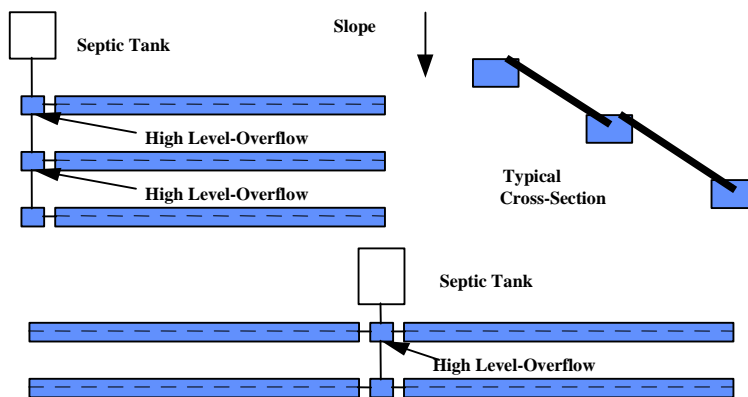 Septic Tank
Slope
High Level-Overflow
High Level-Overflow
Typical
Cross-Section
Septic Tank
High Level-Overflow